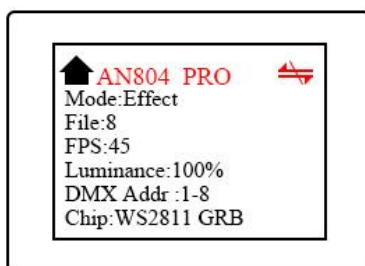 AN804 PRO
Mode:Effect
File:8
FPS:45
Luminance:100%
DMX Addr :1-8
Chip:WS2811 GRB